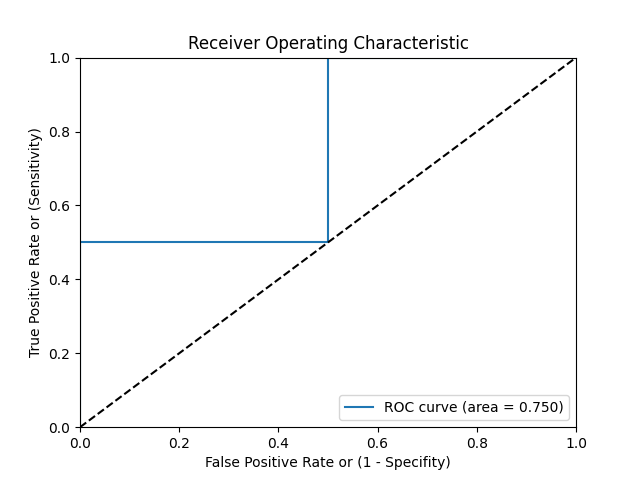 Receiver Operating Characteristic
1.0
0.8
0.6
0.4
0.2
0.0
True Positive Rate or (Sensitivity)
ROC curve (area = 0.750)
0.0 0.2 0.4 0.6 0.8 1.0
False Positive Rate or (1 - Specifity)